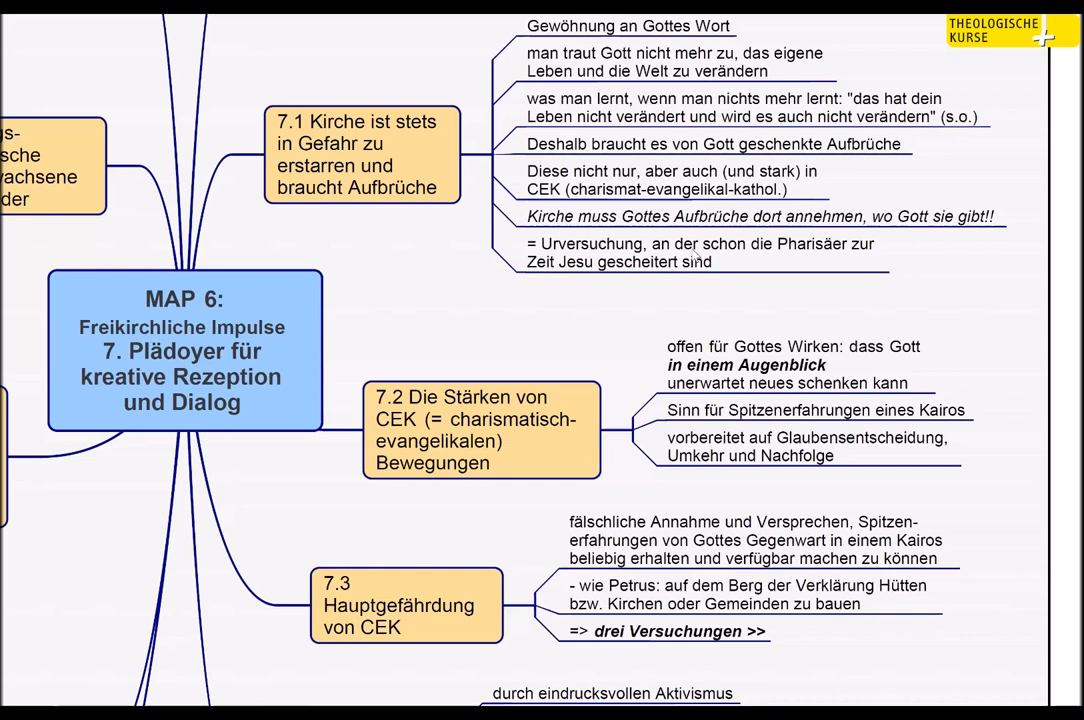 THEOLOGISCHE
KURSE
Gewöhnung an Gottes Wort
man traut Gott nicht mehr zu, das eigene
Leben und die Welt zu verändern
was man lernt, wenn man nichts mehr lernt: "das hat dein
Leben nicht verändert und wird es auch nicht verändern" (s.o.)
Deshalb braucht es von Gott geschenkte Aufbrüche
Diese nicht nur, aber auch (und stark) in
CEK (charismat-evangelikal-kathol.)
Kirche muss Gottes Aufbrüche dort annehmen, wo Gott sie gibt!!
= Urversuchung, an der schon die Pharisäer zur
Zeit Jesu gescheitert sind
7.1 Kirche ist stets
in Gefahr zu
erstarren und
braucht Aufbrüche
gs-
sche
vachsene
der
MAP 6:
Freikirchliche Impulse
7. Plädoyer für
kreative Rezeption
und Dialog
7.2 Die Stärken von
CEK (= charismatisch-
evangelikalen)
Bewegungen
offen für Gottes Wirken: dass Gott
in einem Augenblick
unerwartet neues schenken kann
Sinn für Spitzenerfahrungen eines Kairos
vorbereitet auf Glaubensentscheidung,
Umkehr und Nachfolge
7.3
Hauptgefährdung
von CEK
fälschliche Annahme und Versprechen, Spitzen-
erfahrungen von Gottes Gegenwart in einem Kairos
beliebig erhalten und verfügbar machen zu können
- wie Petrus: auf dem Berg der Verklärung Hütten
bzw. Kirchen oder Gemeinden zu bauen
=> drei Versuchungen >>
durch eindrucksvollen Aktivismus